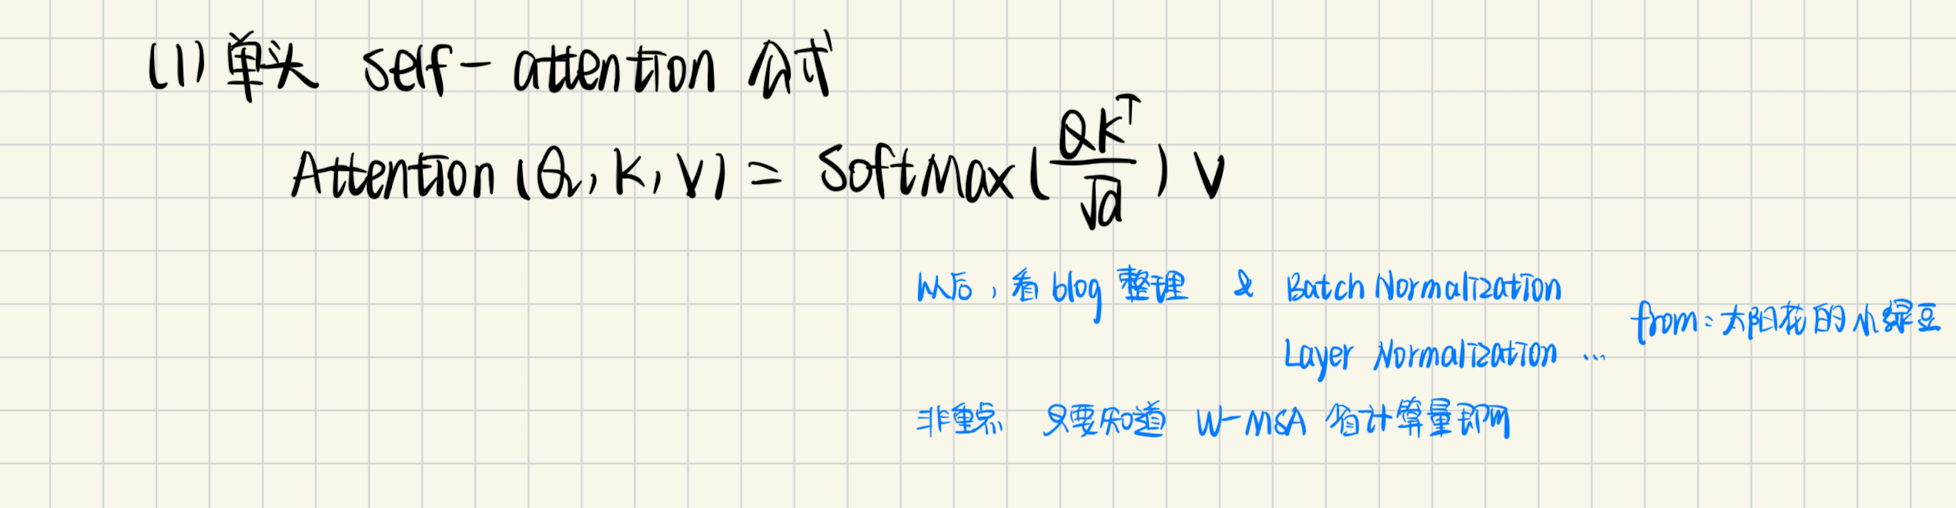 (1) 单头 self-attention 公式
Attention (Q, K, V) = SoftMax(QK^T/√d) V
以后，看 blog 整理 & Batch Normalization
from：太阳花的小绿豆
Layer Normalization ...
非重点 只要知道 W-MSA 省计算量即可